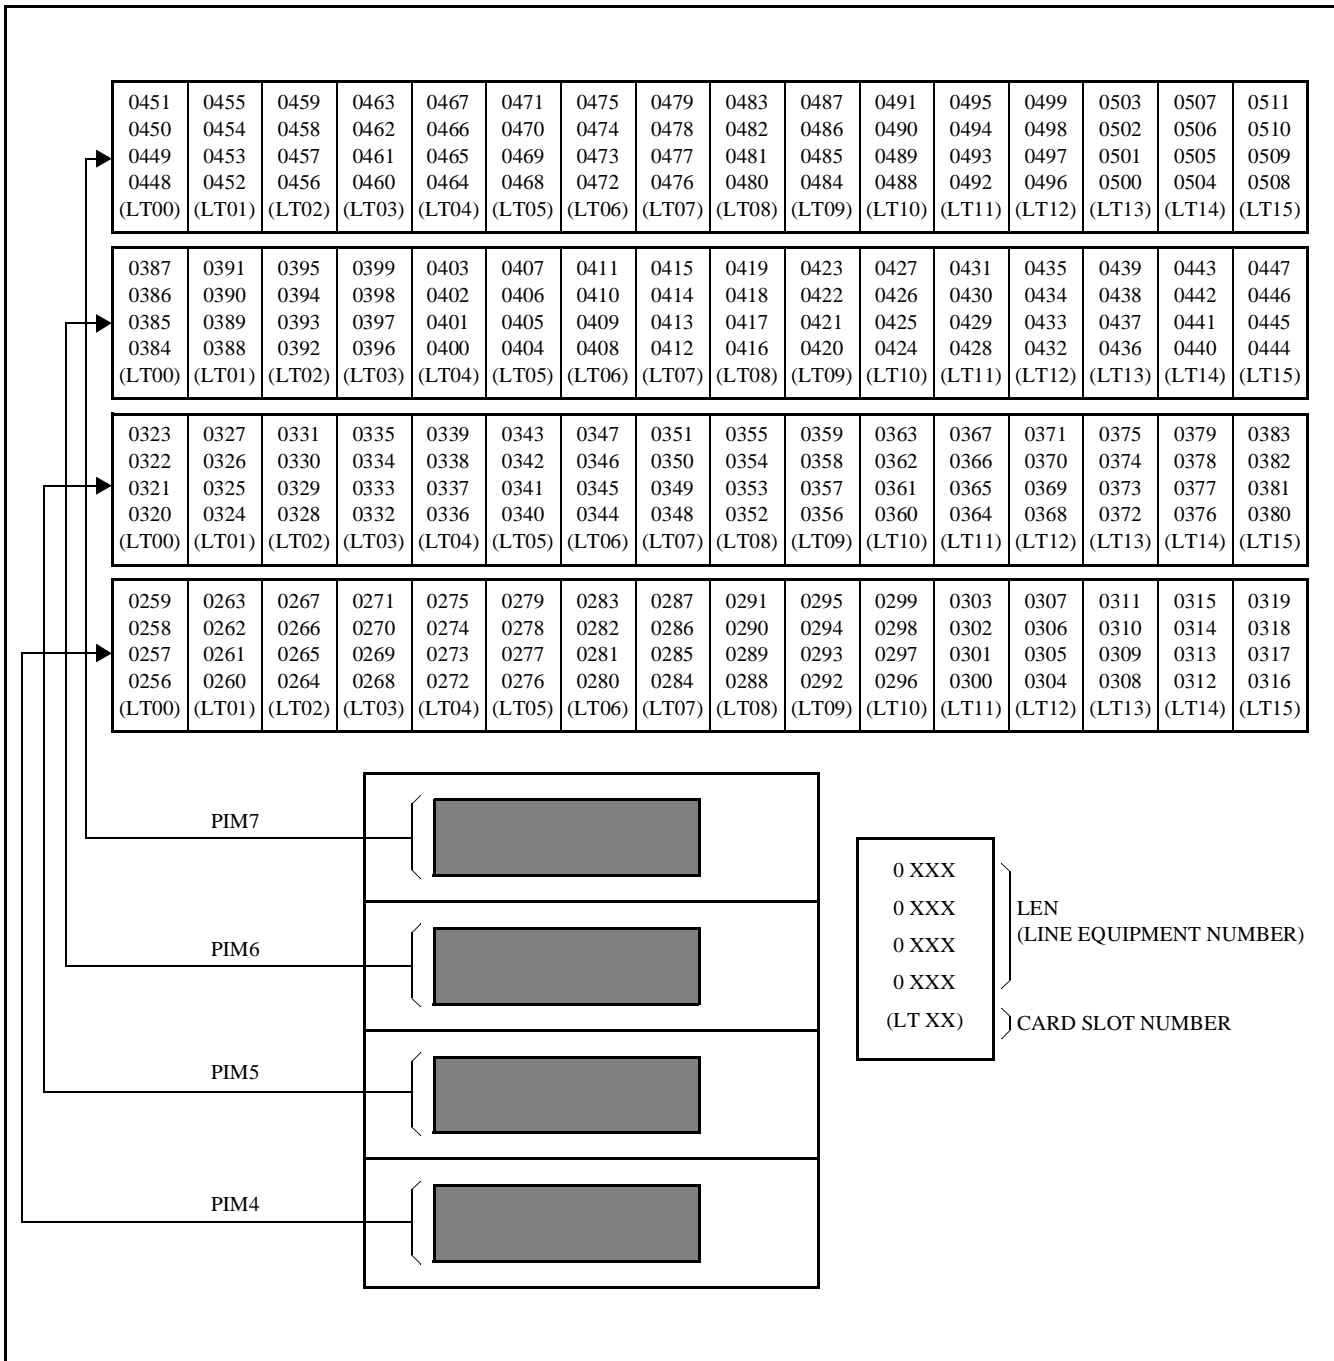 0451 0455 0459 0463 0467 0471 0475 0479 0483 0487 0491 0495 0499 0503 0507 0511
0450 0454 0458 0462 0466 0470 0474 0478 0482 0486 0490 0494 0498 0502 0506 0510
0449 0453 0457 0461 0465 0469 0473 0477 0481 0485 0489 0493 0497 0501 0505 0509
0448 0452 0456 0460 0464 0468 0472 0476 0480 0484 0488 0492 0496 0500 0504 0508
(LT00) (LT01) (LT02) (LT03) (LT04) (LT05) (LT06) (LT07) (LT08) (LT09) (LT10) (LT11) (LT12) (LT13) (LT14) (LT15)
0387 0391 0395 0399 0403 0407 0411 0415 0419 0423 0427 0431 0435 0439 0443 0447
0386 0390 0394 0398 0402 0406 0410 0414 0418 0422 0426 0430 0434 0438 0442 0446
0385 0389 0393 0397 0401 0405 0409 0413 0417 0421 0425 0429 0433 0437 0441 0445
0384 0388 0392 0396 0400 0404 0408 0412 0416 0420 0424 0428 0432 0436 0440 0444
(LT00) (LT01) (LT02) (LT03) (LT04) (LT05) (LT06) (LT07) (LT08) (LT09) (LT10) (LT11) (LT12) (LT13) (LT14) (LT15)
0323 0327 0331 0335 0339 0343 0347 0351 0355 0359 0363 0367 0371 0375 0379 0383
0322 0326 0330 0334 0338 0342 0346 0350 0354 0358 0362 0366 0370 0374 0378 0382
0321 0325 0329 0333 0337 0341 0345 0349 0353 0357 0361 0365 0369 0373 0377 0381
0320 0324 0328 0332 0336 0340 0344 0348 0352 0356 0360 0364 0368 0372 0376 0380
(LT00) (LT01) (LT02) (LT03) (LT04) (LT05) (LT06) (LT07) (LT08) (LT09) (LT10) (LT11) (LT12) (LT13) (LT14) (LT15)
0259 0263 0267 0271 0275 0279 0283 0287 0291 0295 0299 0303 0307 0311 0315 0319
0258 0262 0266 0270 0274 0278 0282 0286 0290 0294 0298 0302 0306 0310 0314 0318
0257 0261 0265 0269 0273 0277 0281 0285 0289 0293 0297 0301 0305 0309 0313 0317
0256 0260 0264 0268 0272 0276 0280 0284 0288 0292 0296 0300 0304 0308 0312 0316
(LT00) (LT01) (LT02) (LT03) (LT04) (LT05) (LT06) (LT07) (LT08) (LT09) (LT10) (LT11) (LT12) (LT13) (LT14) (LT15)
PIM7
PIM6
PIM5
PIM4
0 XXX
0 XXX
0 XXX
0 XXX
(LT XX)
LEN
(LINE EQUIPMENT NUMBER)
CARD SLOT NUMBER